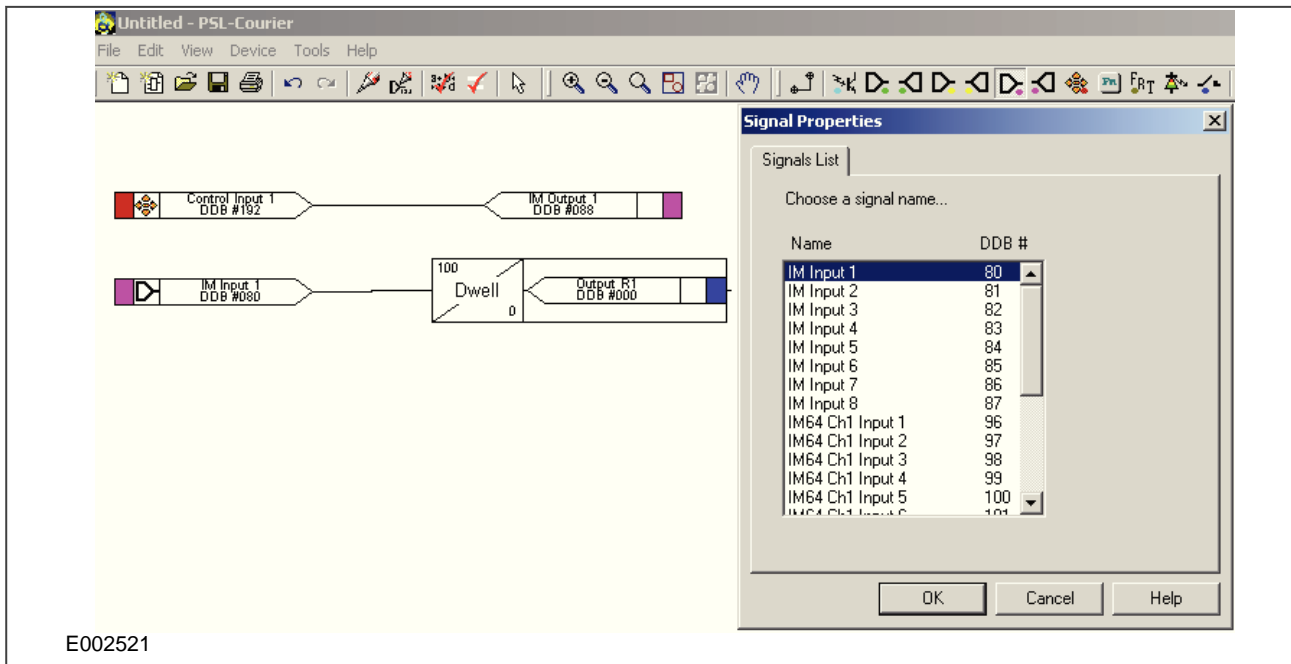 Untitled - PSL-Courier
File Edit View Device Tools Help
Signal Properties
Signals List
Choose a signal name...
Name DDB #
IM Input 1 80
IM Input 2 81
IM Input 3 82
IM Input 4 83
IM Input 5 84
IM Input 6 85
IM Input 7 86
IM Input 8 87
IM64 Ch1 Input 1 96
IM64 Ch1 Input 2 97
IM64 Ch1 Input 3 98
IM64 Ch1 Input 4 99
IM64 Ch1 Input 5 100
IM64 Ch1 Input 6 101
OK Cancel Help
Control Input 1
DDB #192
IM Output 1
DDB #088
IM Input 1
DDB #080
100
Dwell
0
Output R1
DDB #000
E002521